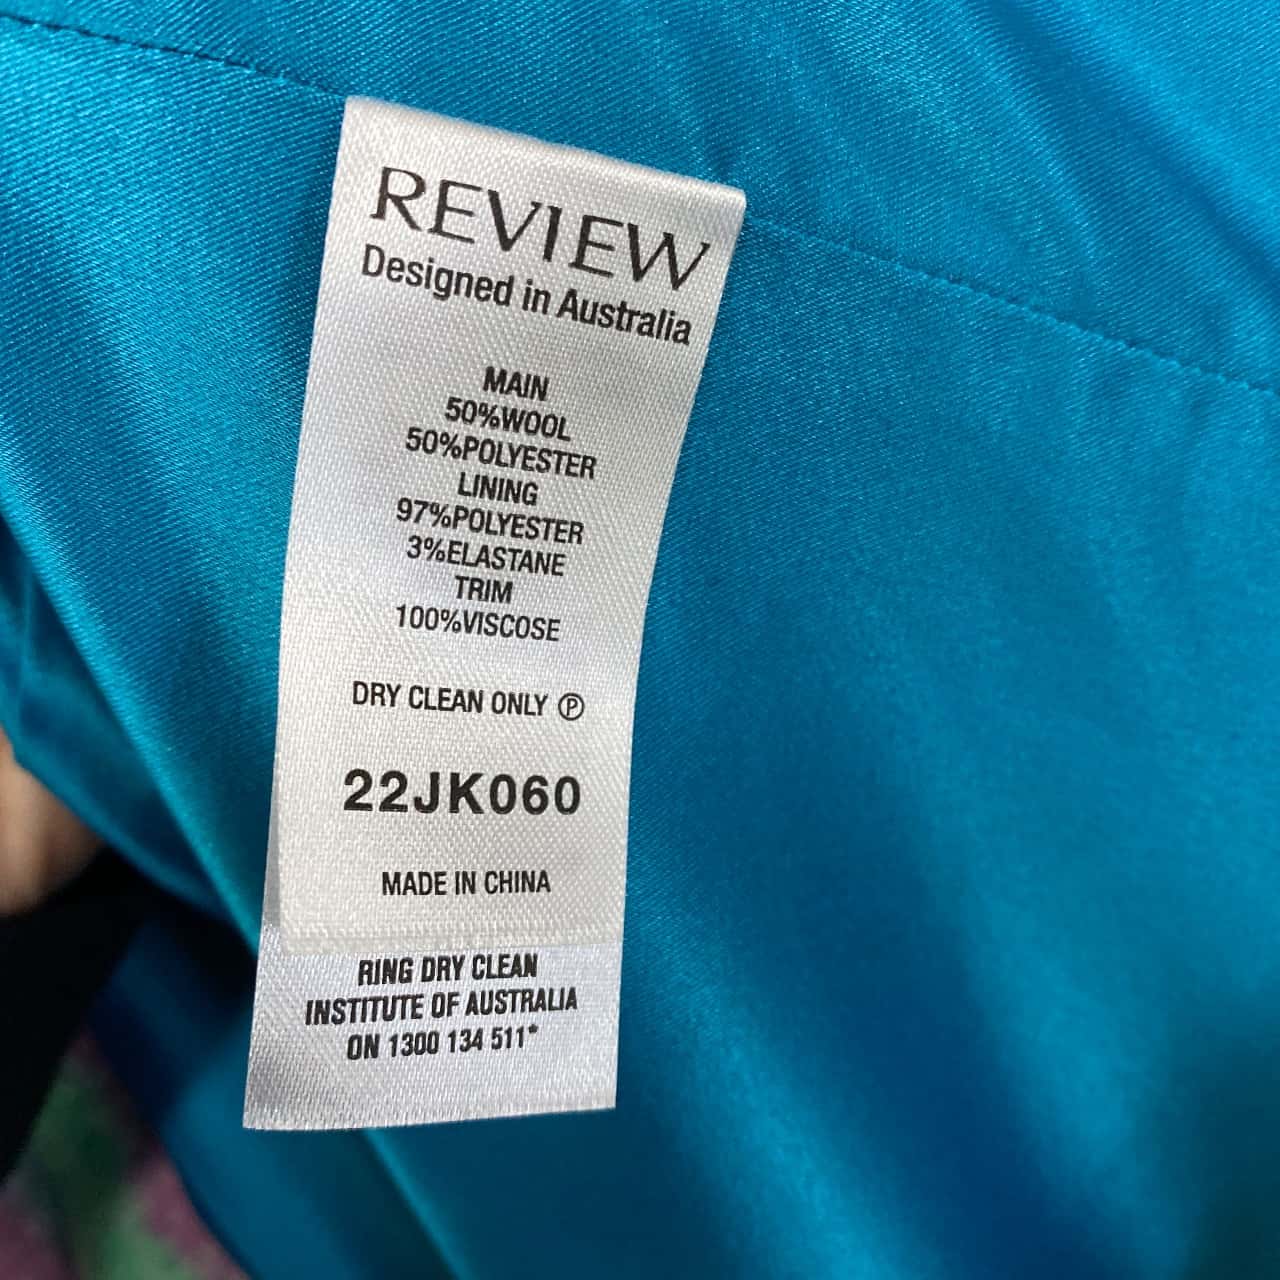 REVIEW
Designed in Australia
MAIN
50%WOOL
50%POLYESTER
LINING
97%POLYESTER
3%ELASTANE
TRIM
100%VISCOSE
DRY CLEAN ONLY Ⓟ
22JK060
MADE IN CHINA
RING DRY CLEAN
INSTITUTE OF AUSTRALIA
ON 1300 134 511*